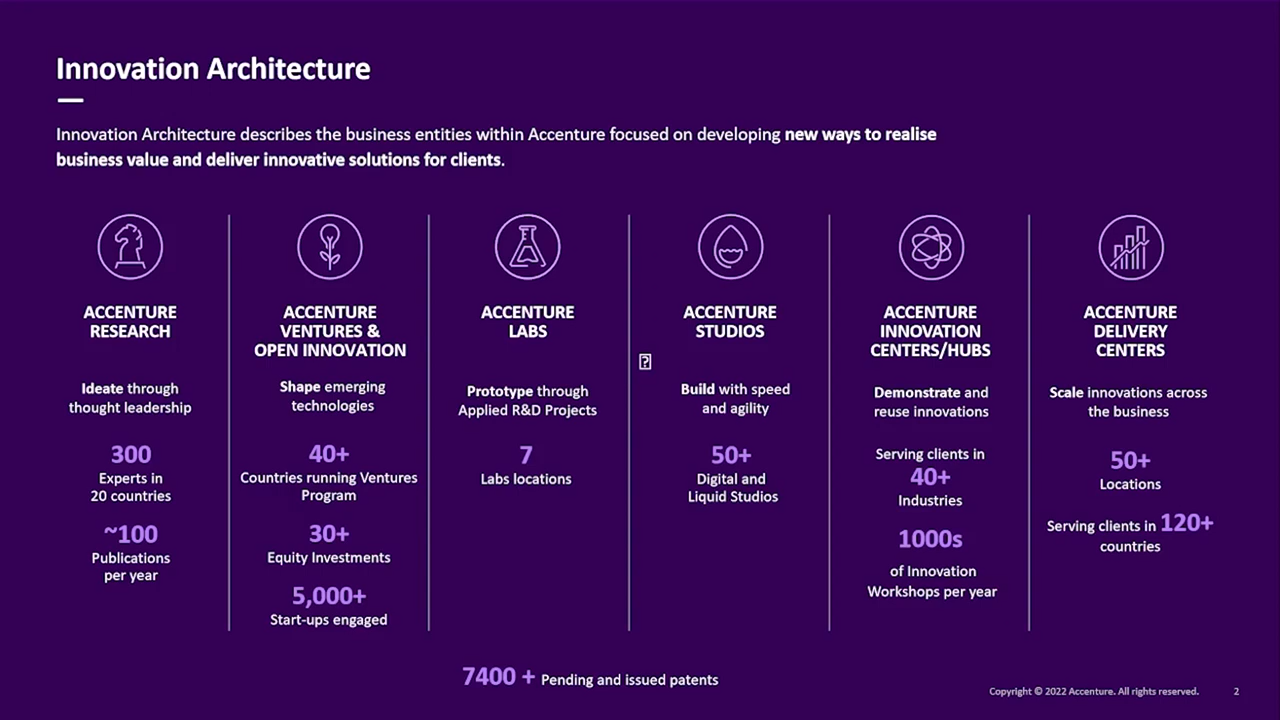 Innovation Architecture
Innovation Architecture describes the business entities within Accenture focused on developing new ways to realise
business value and deliver innovative solutions for clients.
ACCENTURE
RESEARCH
Ideate through
thought leadership
300
Experts in
20 countries
~100
Publications
per year
ACCENTURE
VENTURES &
OPEN INNOVATION
Shape emerging
technologies
40+
Countries running Ventures
Program
30+
Equity Investments
5,000+
Start-ups engaged
ACCENTURE
LABS
Prototype through
Applied R&D Projects
7
Labs locations
?
ACCENTURE
STUDIOS
Build with speed
and agility
50+
Digital and
Liquid Studios
ACCENTURE
INNOVATION
CENTERS/HUBS
Demonstrate and
reuse innovations
Serving clients in
40+
Industries
1000s
of Innovation
Workshops per year
ACCENTURE
DELIVERY
CENTERS
Scale innovations across
the business
50+
Locations
Serving clients in 120+
countries
7400 + Pending and issued patents
Copyright © 2022 Accenture. All rights reserved. 2